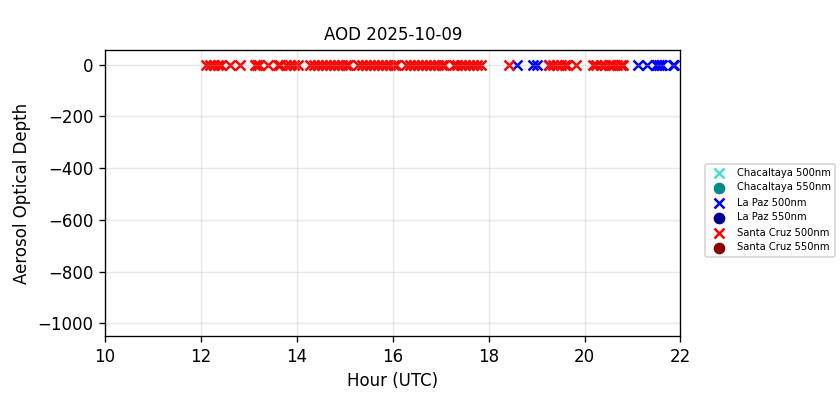 AOD 2025-10-09
Aerosol Optical Depth
0
−200
−400
−600
−800
−1000
10 12 14 16 18 20 22
Hour (UTC)
Chacaltaya 500nm
Chacaltaya 550nm
La Paz 500nm
La Paz 550nm
Santa Cruz 500nm
Santa Cruz 550nm